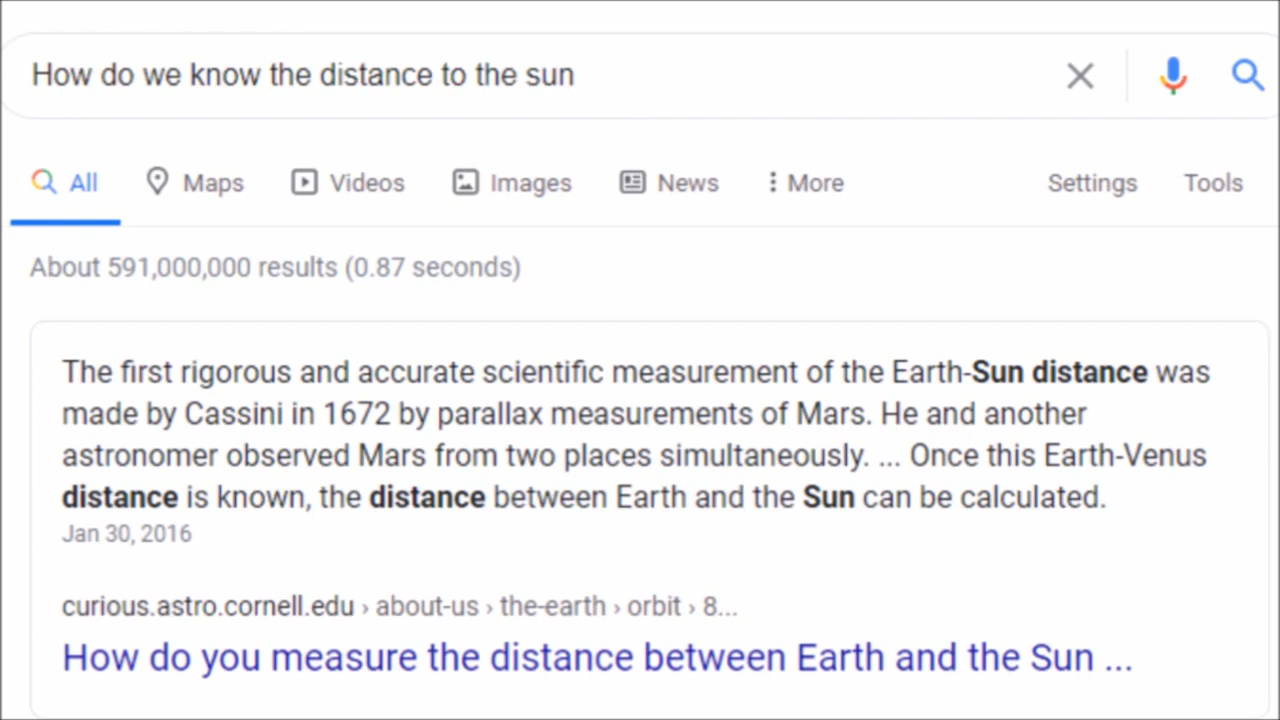 How do we know the distance to the sun
All Maps Videos Images News More Settings Tools
About 591,000,000 results (0.87 seconds)
The first rigorous and accurate scientific measurement of the Earth-Sun distance was
made by Cassini in 1672 by parallax measurements of Mars. He and another
astronomer observed Mars from two places simultaneously. ... Once this Earth-Venus
distance is known, the distance between Earth and the Sun can be calculated.
Jan 30, 2016
curious.astro.cornell.edu › about-us › the-earth › orbit › 8...
How do you measure the distance between Earth and the Sun ...